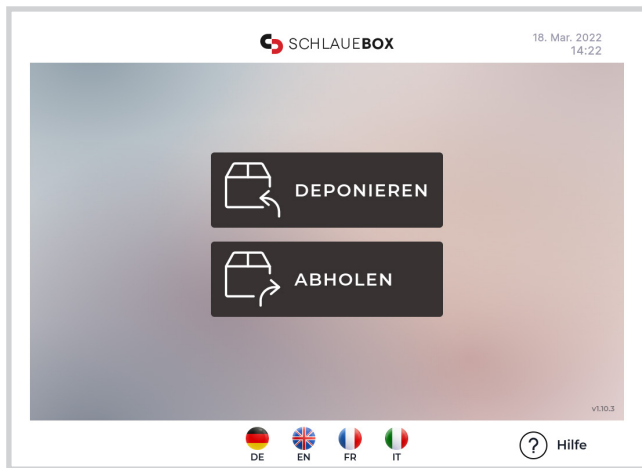 SCHLAUEBOX
18. Mar. 2022
14:22
DEPONIEREN
ABHOLEN
v1.10.3
DE EN FR IT
? Hilfe